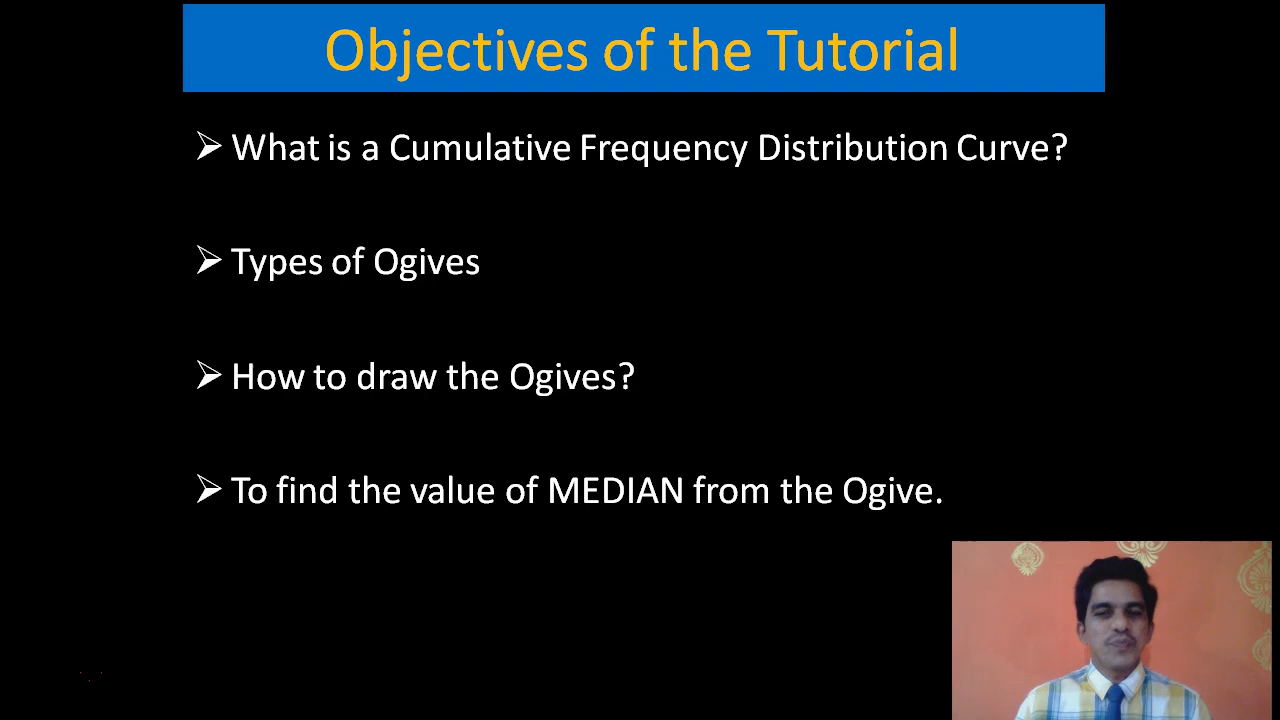 Objectives of the Tutorial
➢ What is a Cumulative Frequency Distribution Curve?
➢ Types of Ogives
➢ How to draw the Ogives?
➢ To find the value of MEDIAN from the Ogive.